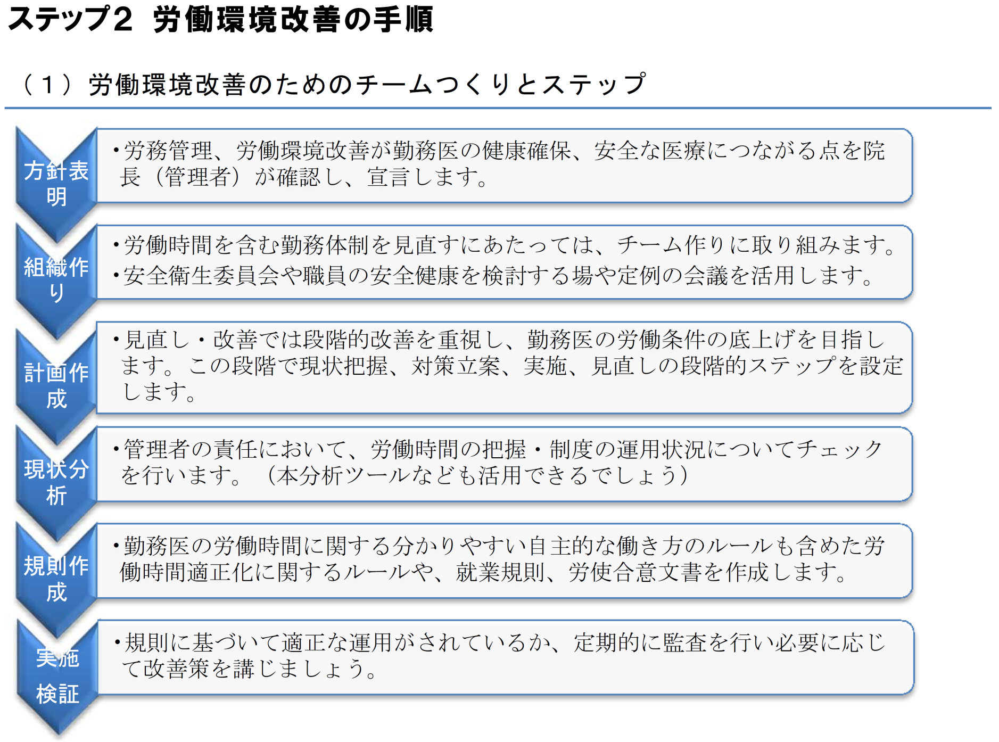 ステップ2 労働環境改善の手順
（１）労働環境改善のためのチームつくりとステップ
方針表
明
・労務管理、労働環境改善が勤務医の健康確保、安全な医療につながる点を院
長（管理者）が確認し、宣言します。
組織作
り
・労働時間を含む勤務体制を見直すにあたっては、チーム作りに取り組みます。
・安全衛生委員会や職員の安全健康を検討する場や定例の会議を活用します。
計画作
成
・見直し・改善では段階的改善を重視し、勤務医の労働条件の底上げを目指し
ます。この段階で現状把握、対策立案、実施、見直しの段階的ステップを設定
します。
現状分
析
・管理者の責任において、労働時間の把握・制度の運用状況についてチェック
を行います。（本分析ツールなども活用できるでしょう）
規則作
成
・勤務医の労働時間に関する分かりやすい自主的な働き方のルールも含めた労
働時間適正化に関するルールや、就業規則、労使合意文書を作成します。
実施
検証
・規則に基づいて適正な運用がされているか、定期的に監査を行い必要に応じ
て改善策を講じましょう。